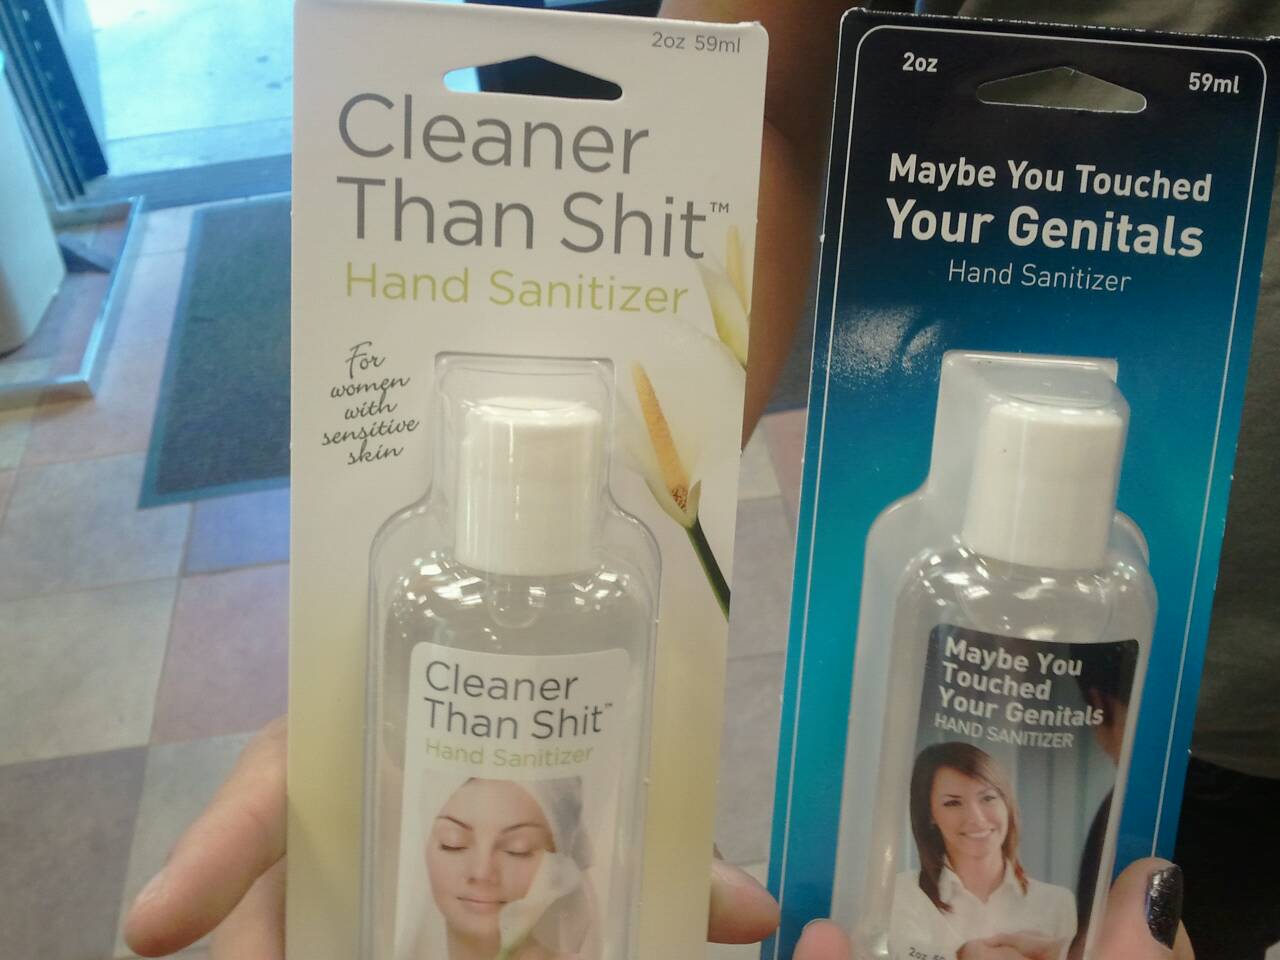 2oz 59ml
Cleaner
Than Shit™
Hand Sanitizer
For
women
with
sensitive
skin
Cleaner
Than Shit™
Hand Sanitizer
2oz
59ml
Maybe You Touched
Your Genitals
Hand Sanitizer
Maybe You
Touched
Your Genitals
HAND SANITIZER
2oz